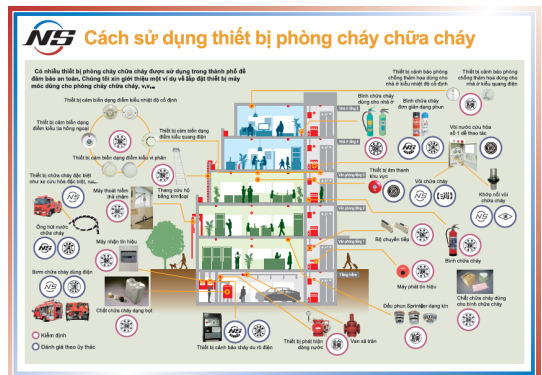 NS
Cách sử dụng thiết bị phòng cháy chữa cháy
Có nhiều thiết bị phòng cháy chữa cháy được sử dụng trong thành phố để
đảm bảo an toàn. Chúng tôi xin giới thiệu một ví dụ về lắp đặt thiết bị máy
móc dùng cho phòng cháy chữa cháy, v.v...
Thiết bị cảm biến dạng điểm kiểu nhiệt độ cố định
Thiết bị cảm biến dạng
điểm kiểu tia hồng ngoại
Thiết bị cảm biến dạng
điểm kiểu quang điện
Thiết bị cảm biến dạng điểm kiểu vi phân
Thiết bị chữa cháy đặc biệt
như xe cứu hỏa đặc biệt, v.v...
Máy thoát hiểm
thả chậm
Thang cứu hộ
bằng kim loại
Ống hút nước
chữa cháy
Máy nhận tín hiệu
Bơm chữa cháy dùng điện
Chất chữa cháy dạng bọt
Kiểm định
Đánh giá theo ủy thác
Thiết bị cảnh báo cháy do rò điện
Thiết bị phát hiện
dòng nước
Van xả tràn
Thiết bị cảnh báo phòng
chống thảm họa dùng cho
nhà ở kiểu nhiệt độ cố định
Thiết bị cảnh báo phòng
chống thảm họa dùng cho
nhà ở kiểu quang điện
Bình chữa cháy
dùng cho nhà ở
Bình chữa cháy
đơn giản dạng phun
Vòi nước cứu hỏa
số 1 dễ thao tác
Thiết bị âm thanh
khu vực
Vòi chữa cháy
Khớp nối vòi
chữa cháy
Bộ chuyển tiếp
Bình chữa cháy
Máy phát tín hiệu
Tầng hầm
Đầu phun Sprinkler dạng kín
Chất chữa cháy dùng
cho bình chữa cháy